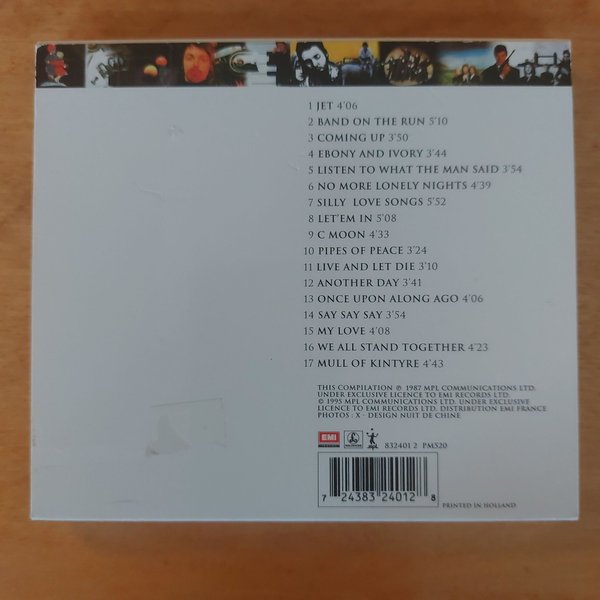 1 JET 4'06
2 BAND ON THE RUN 5'10
3 COMING UP 3'50
4 EBONY AND IVORY 3'44
5 LISTEN TO WHAT THE MAN SAID 3'54
6 NO MORE LONELY NIGHTS 4'39
7 SILLY LOVE SONGS 5'52
8 LET'EM IN 5'08
9 C MOON 4'33
10 PIPES OF PEACE 3'24
11 LIVE AND LET DIE 3'10
12 ANOTHER DAY 3'41
13 ONCE UPON ALONG AGO 4'06
14 SAY SAY SAY 3'54
15 MY LOVE 4'08
16 WE ALL STAND TOGETHER 4'23
17 MULL OF KINTYRE 4'43
THIS COMPILATION ℗ 1987 MPL COMMUNICATIONS LTD.
UNDER EXCLUSIVE LICENCE TO EMI RECORDS LTD.
© 1995 MPL COMMUNICATIONS LTD. UNDER EXCLUSIVE
LICENCE TO EMI RECORDS LTD. DISTRIBUTION EMI FRANCE
PHOTOS : X - DESIGN NUIT DE CHINE
EMI
832401 2 PM520
7 24383 24012 8
PRINTED IN HOLLAND